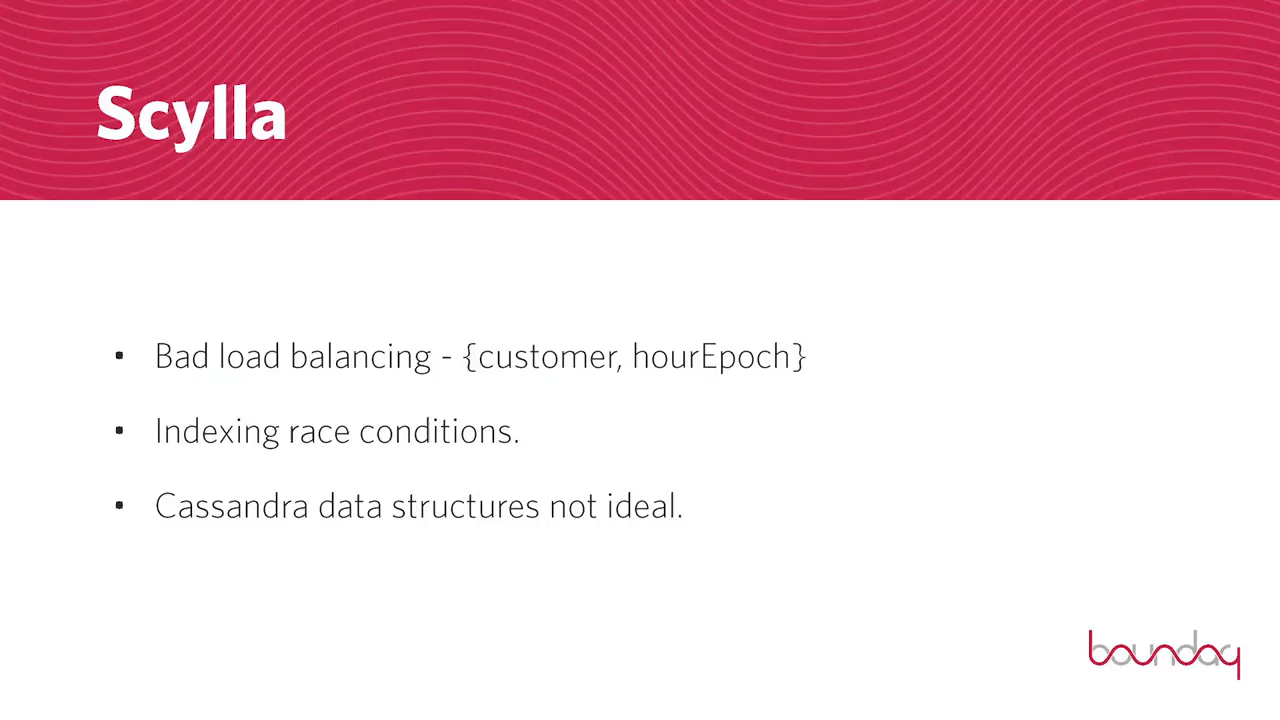 Scylla
• Bad load balancing - {customer, hourEpoch}
• Indexing race conditions.
• Cassandra data structures not ideal.
boundary